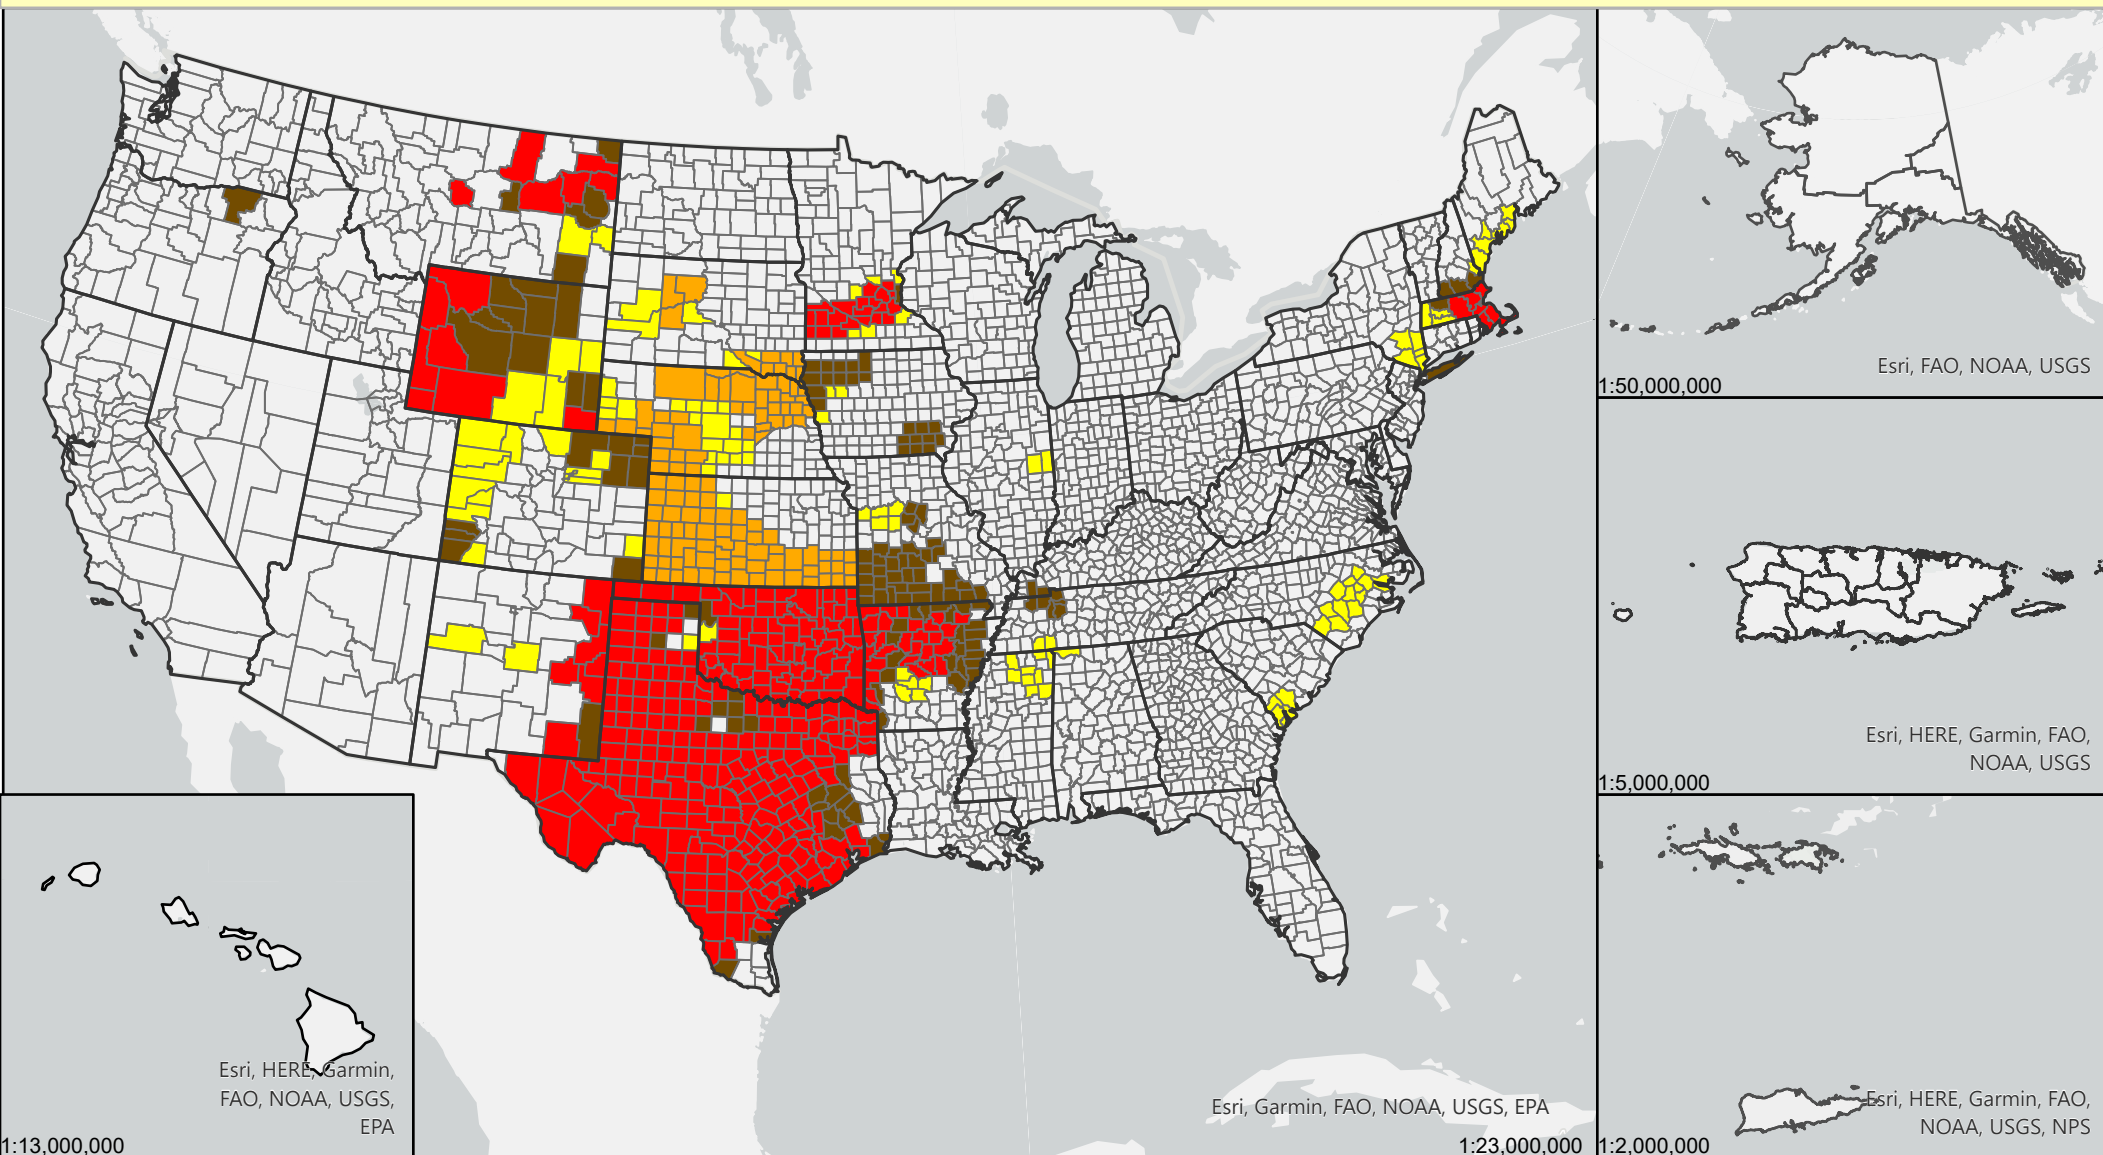 Esri, FAO, NOAA, USGS
1:50,000,000
Esri, HERE, Garmin, FAO,
NOAA, USGS
1:5,000,000
Esri, HERE, Garmin,
FAO, NOAA, USGS,
EPA
1:13,000,000
Esri, Garmin, FAO, NOAA, USGS, EPA
1:23,000,000
Esri, HERE, Garmin, FAO,
NOAA, USGS, NPS
1:2,000,000